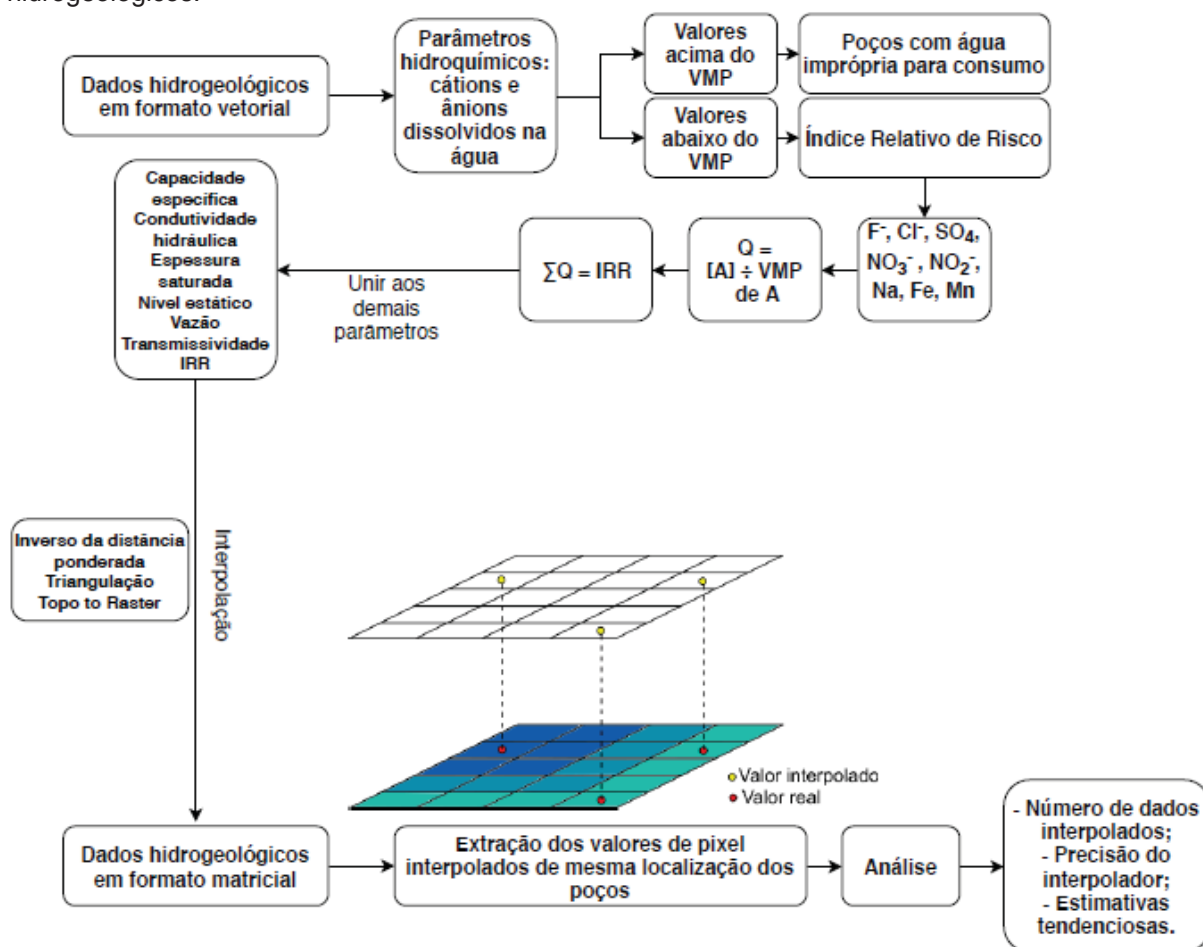 hidrogeológicos.
Dados hidrogeológicos
em formato vetorial
Parâmetros
hidroquímicos:
cátions e
ânions
dissolvidos na
água
Valores
acima do
VMP
Poços com água
imprópria para consumo
Valores
abaixo do
VMP
Índice Relativo de Risco
F⁻, Cl⁻, SO₄,
NO₃⁻ , NO₂⁻,
Na, Fe, Mn
Q =
[A] ÷ VMP
de A
∑Q = IRR
Unir aos
demais
parâmetros
Capacidade
específica
Condutividade
hidráulica
Espessura
saturada
Nível estático
Vazão
Transmissividade
IRR
Inverso da distância
ponderada
Triangulação
Topo to Raster
Interpolação
Valor interpolado
Valor real
Dados hidrogeológicos
em formato matricial
Extração dos valores de pixel
interpolados de mesma localização dos
poços
Análise
- Número de dados
interpolados;
- Precisão do
interpolador;
- Estimativas
tendenciosas.